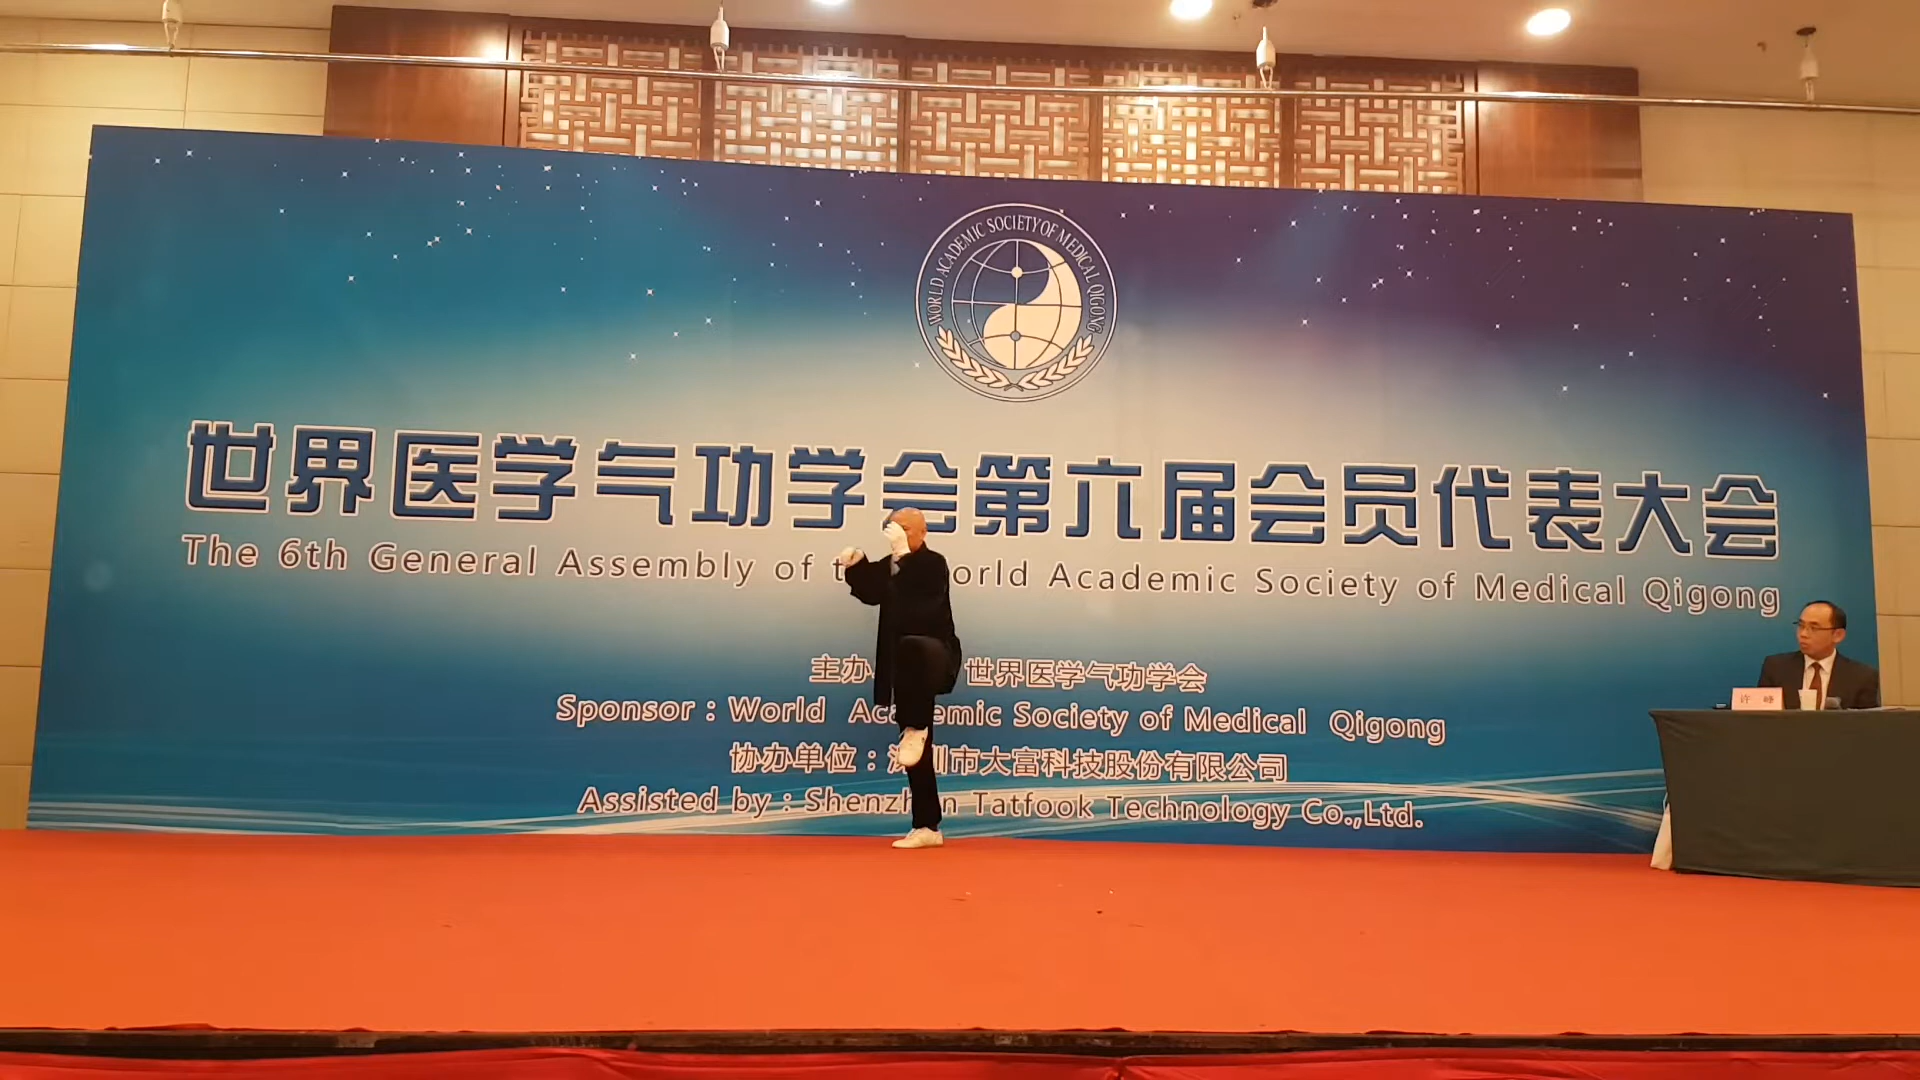 WORLD ACADEMIC SOCIETY OF MEDICAL QIGONG
世界医学气功学会第六届会员代表大会
The 6th General Assembly of t orld Academic Society of Medical Qigong
主办 世界医学气功学会
Sponsor : World Ac emic Society of Medical Qigong
协办单位：深圳市大富科技股份有限公司
Assisted by : Shenzh n Tatfook Technology Co.,Ltd.
许 峰